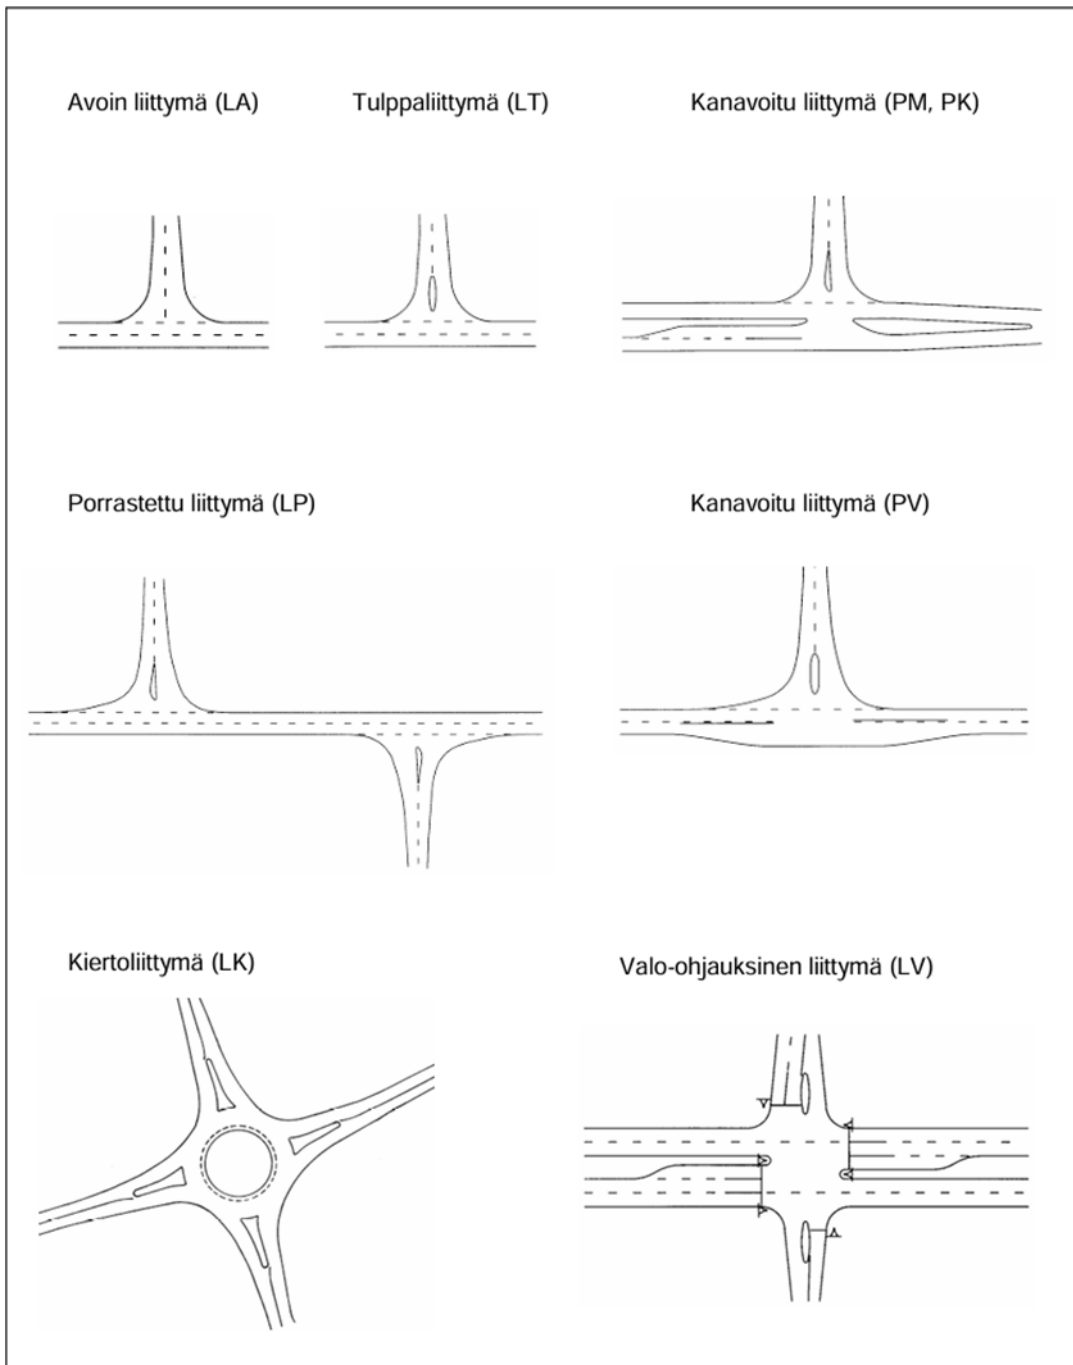 Avoin liittymä (LA)
Tulppaliittymä (LT)
Kanavoitu liittymä (PM, PK)
Porrastettu liittymä (LP)
Kanavoitu liittymä (PV)
Kiertoliittymä (LK)
Valo-ohjauksinen liittymä (LV)